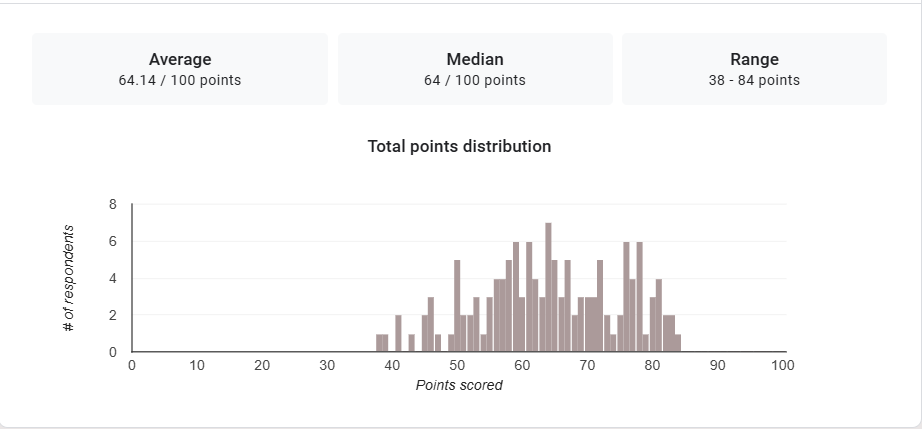 Average
64.14 / 100 points
Median
64 / 100 points
Range
38 - 84 points
Total points distribution
8
6
4
2
0
# of respondents
0 10 20 30 40 50 60 70 80 90 100
Points scored